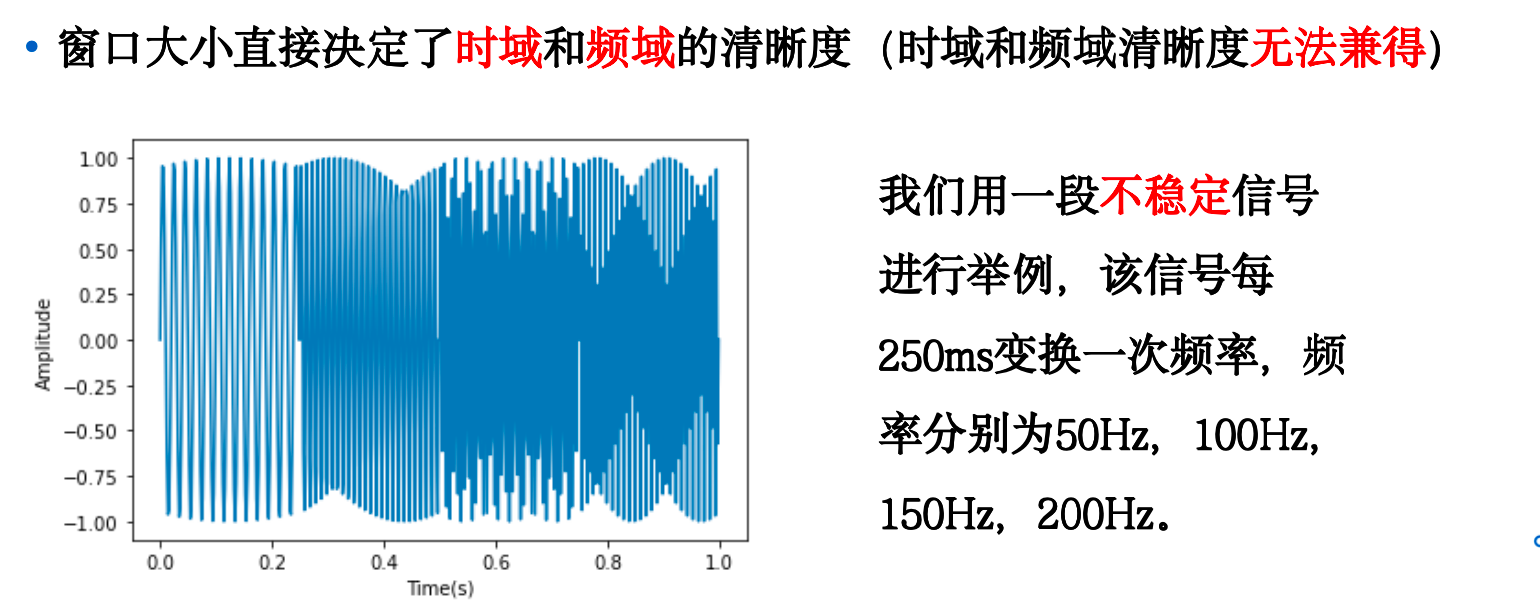 • 窗口大小直接决定了时域和频域的清晰度（时域和频域清晰度无法兼得）
1.00
0.75
0.50
0.25
0.00
−0.25
−0.50
−0.75
−1.00
Amplitude
0.0 0.2 0.4 0.6 0.8 1.0
Time(s)
我们用一段不稳定信号
进行举例，该信号每
250ms变换一次频率，频
率分别为50Hz，100Hz，
150Hz，200Hz。